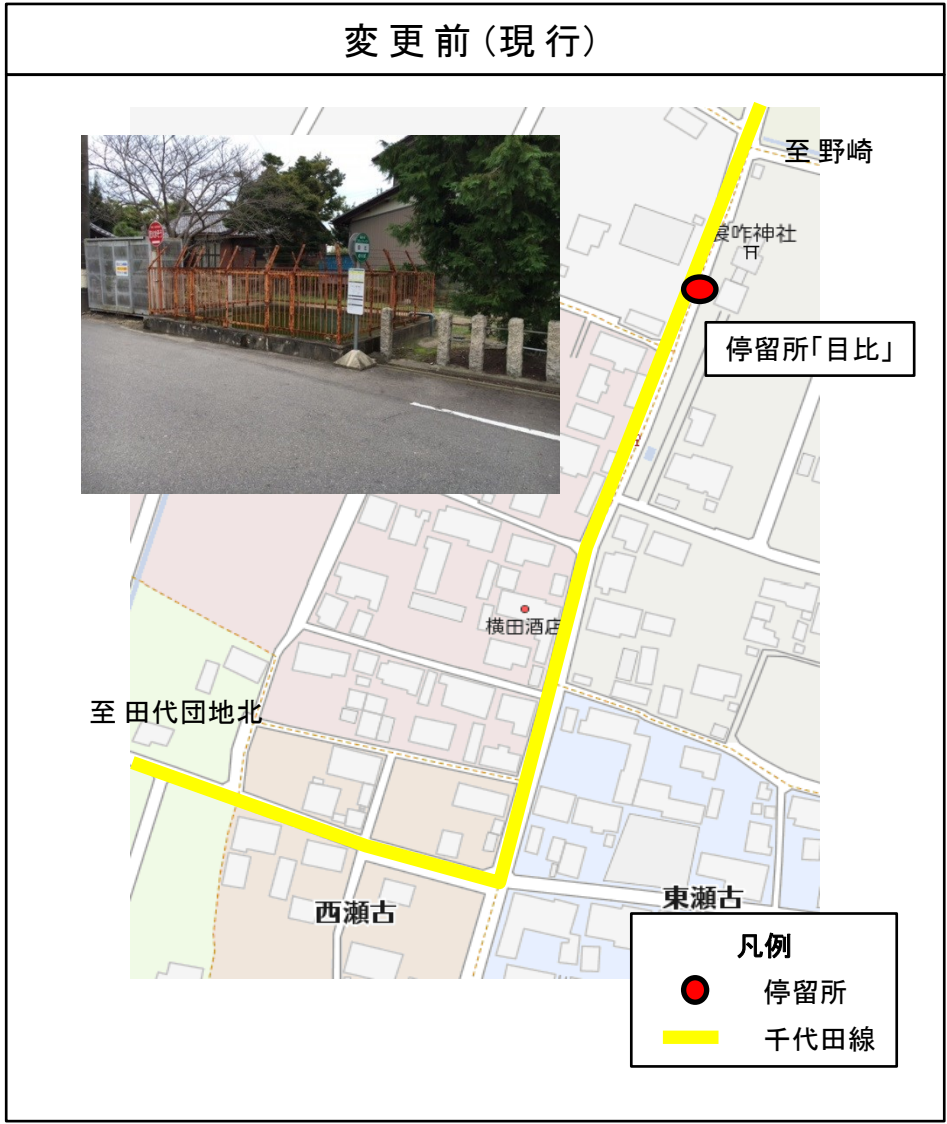 変更前(現行)
至 野崎
咋神社
停留所「目比」
横田酒店
至 田代団地北
西瀬古
東瀬古
凡例
停留所
千代田線